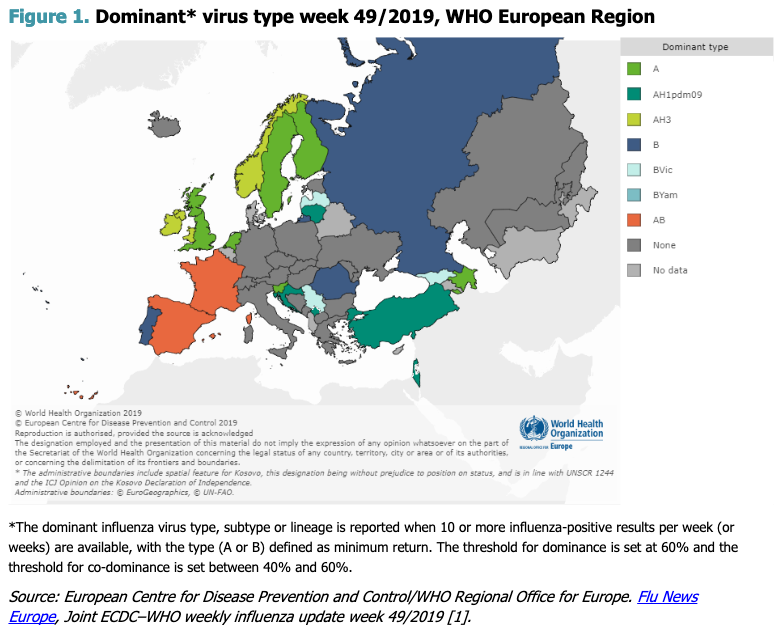 Figure 1. Dominant* virus type week 49/2019, WHO European Region
Dominant type
A
AH1pdm09
AH3
B
BVic
BYam
AB
None
No data
© World Health Organization 2019
© European Centre for Disease Prevention and Control 2019
Reproduction is authorised, provided the source is acknowledged
The designation employed and the presentation of this material do not imply the expression of any opinion whatsoever on the part of
the Secretariat of the World Health Organization concerning the legal status of any country, territory, city or area or of its authorities,
or concerning the delimitation of its frontiers and boundaries.
* The administrative boundaries include spatial feature for Kosovo, this designation being without prejudice to position on status, and is in line with UNSCR 1244
and the ICJ Opinion on the Kosovo Declaration of Independence.
Administrative boundaries: © EuroGeographics, © UN-FAO.
World Health
Organization
REGIONAL OFFICE FOR Europe
*The dominant influenza virus type, subtype or lineage is reported when 10 or more influenza-positive results per week (or
weeks) are available, with the type (A or B) defined as minimum return. The threshold for dominance is set at 60% and the
threshold for co-dominance is set between 40% and 60%.
Source: European Centre for Disease Prevention and Control/WHO Regional Office for Europe. Flu News
Europe, Joint ECDC–WHO weekly influenza update week 49/2019 [1].